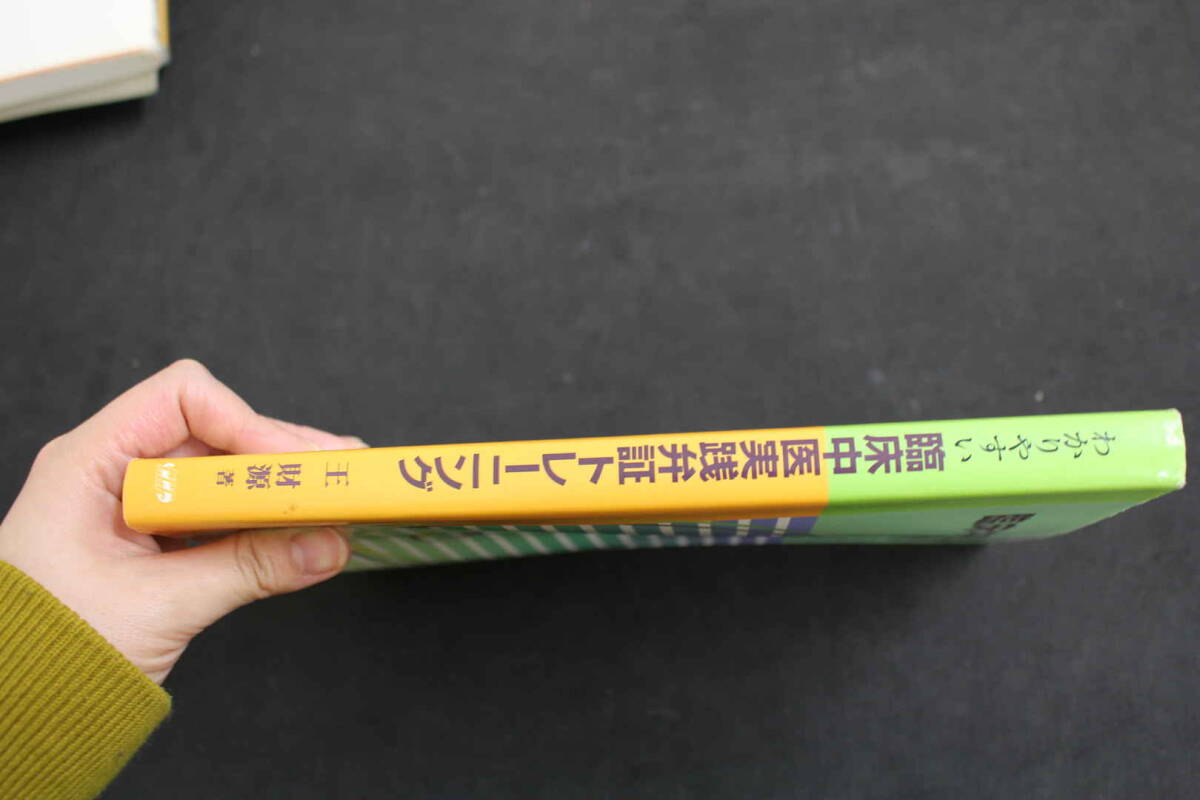 わかりやすい
臨床中医実践弁証トレーニング
王 財源 著